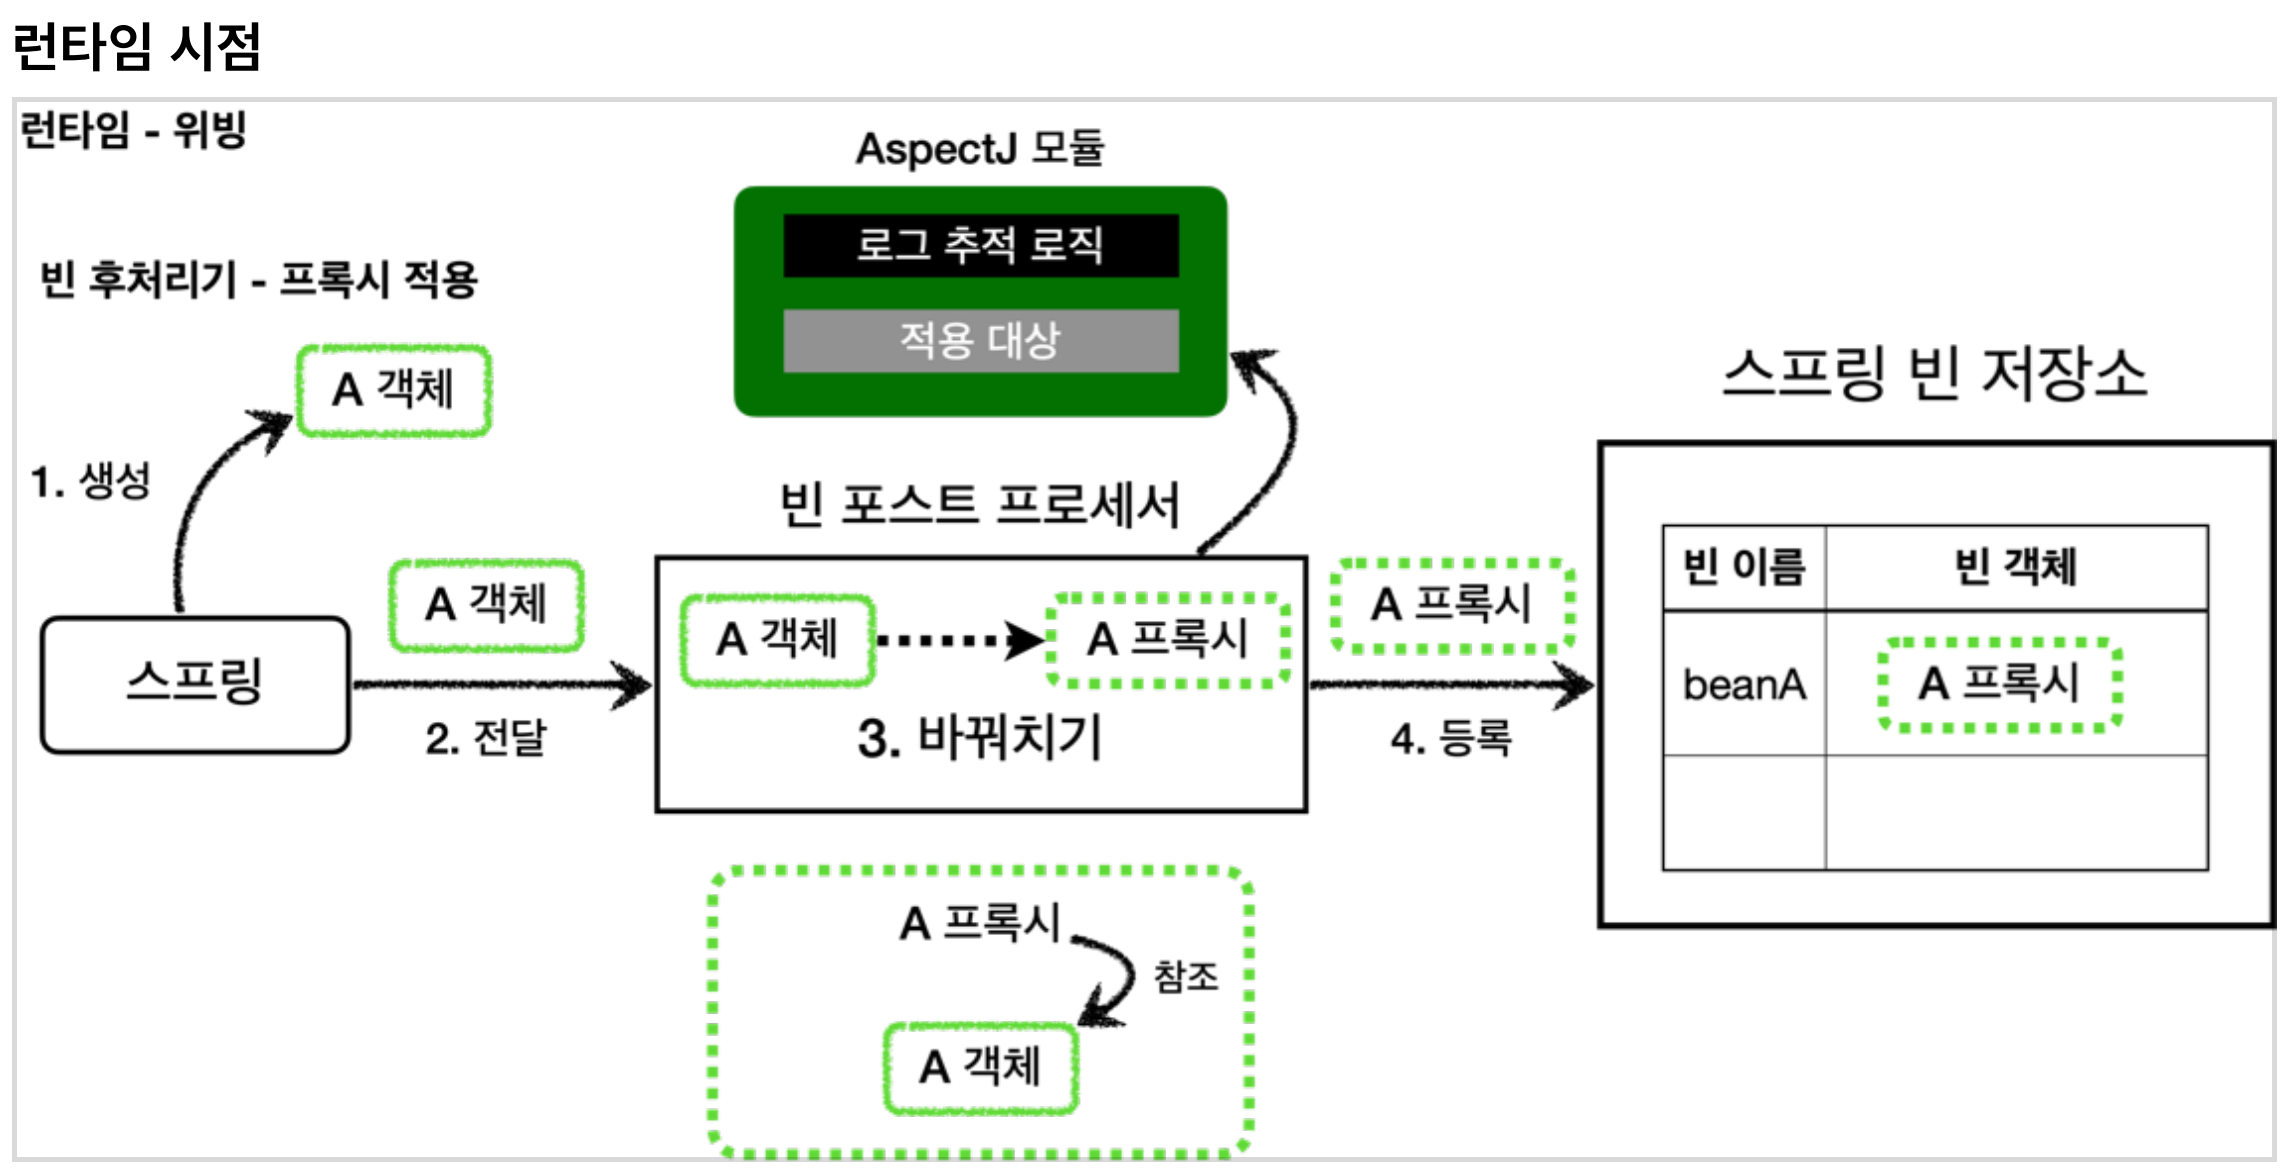 런타임 시점
런타임 - 위빙
AspectJ 모듈
로그 추적 로직
적용 대상
빈 후처리기 - 프록시 적용
A 객체
1. 생성
스프링
A 객체
2. 전달
빈 포스트 프로세서
A 객체
A 프록시
3. 바꿔치기
A 프록시
4. 등록
스프링 빈 저장소
빈 이름
빈 객체
beanA
A 프록시
A 프록시
참조
A 객체